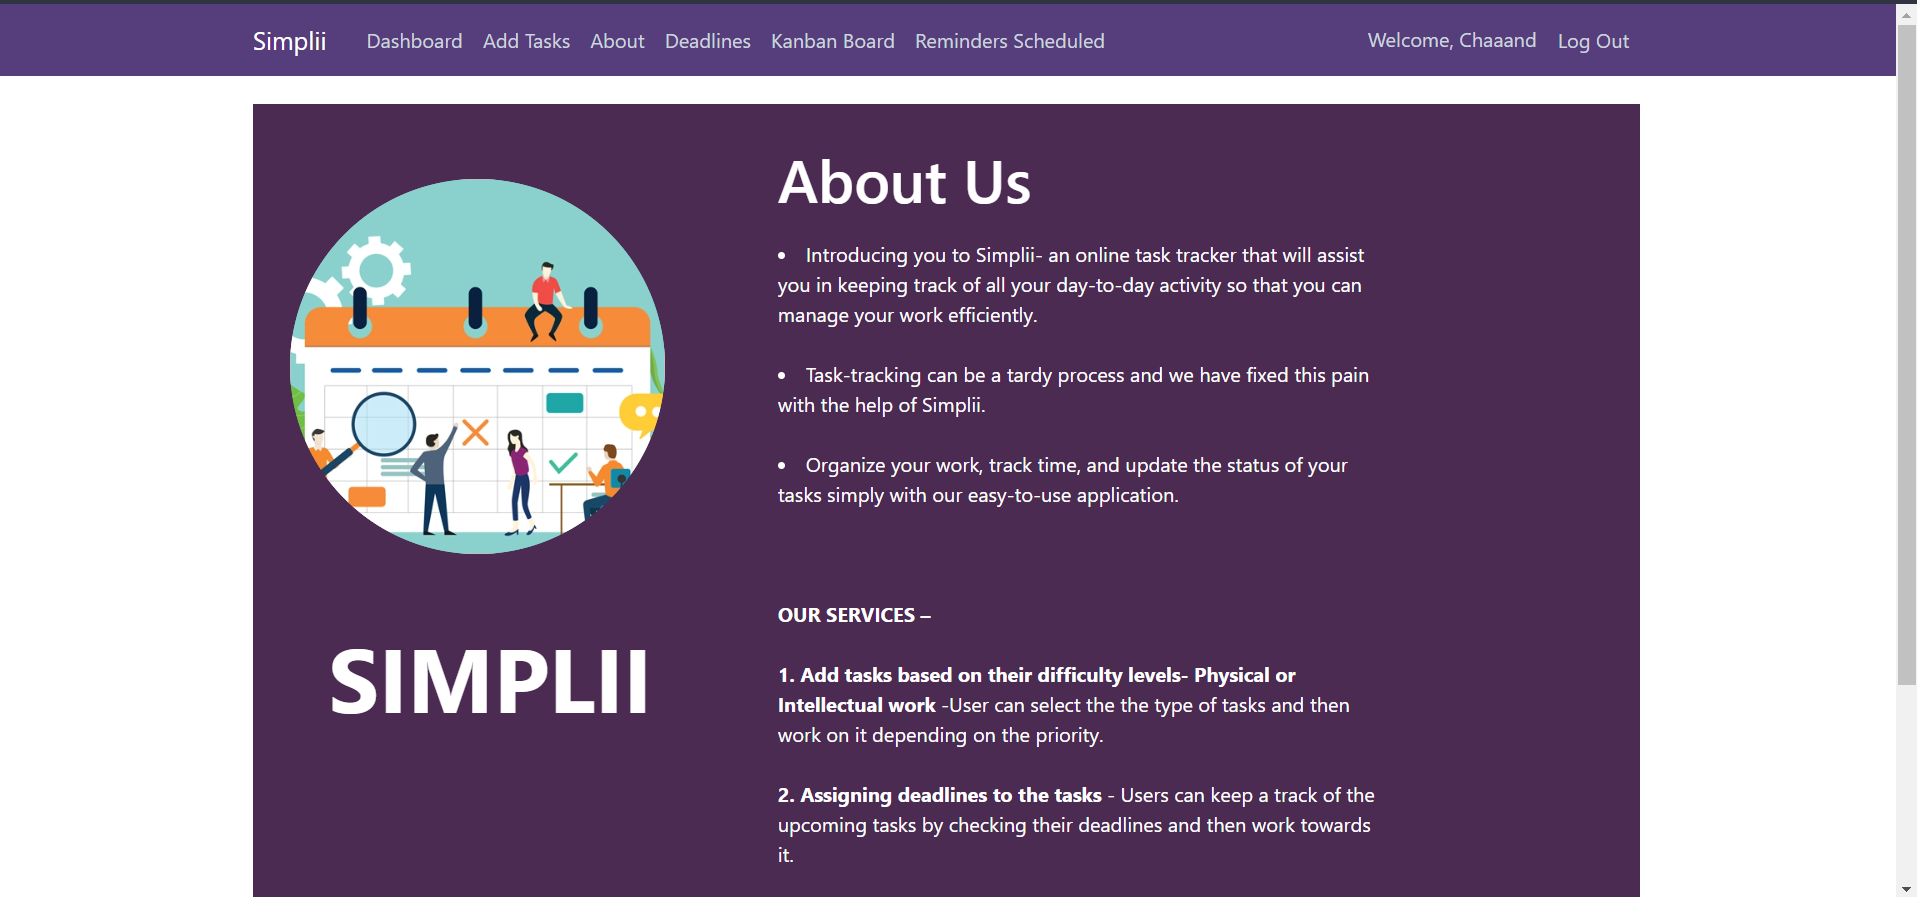 Simplii Dashboard Add Tasks About Deadlines Kanban Board Reminders Scheduled Welcome, Chaaand Log Out
About Us
• Introducing you to Simplii- an online task tracker that will assist
you in keeping track of all your day-to-day activity so that you can
manage your work efficiently.
• Task-tracking can be a tardy process and we have fixed this pain
with the help of Simplii.
• Organize your work, track time, and update the status of your
tasks simply with our easy-to-use application.
SIMPLII
OUR SERVICES –
1. Add tasks based on their difficulty levels- Physical or
Intellectual work -User can select the the type of tasks and then
work on it depending on the priority.
2. Assigning deadlines to the tasks - Users can keep a track of the
upcoming tasks by checking their deadlines and then work towards
it.